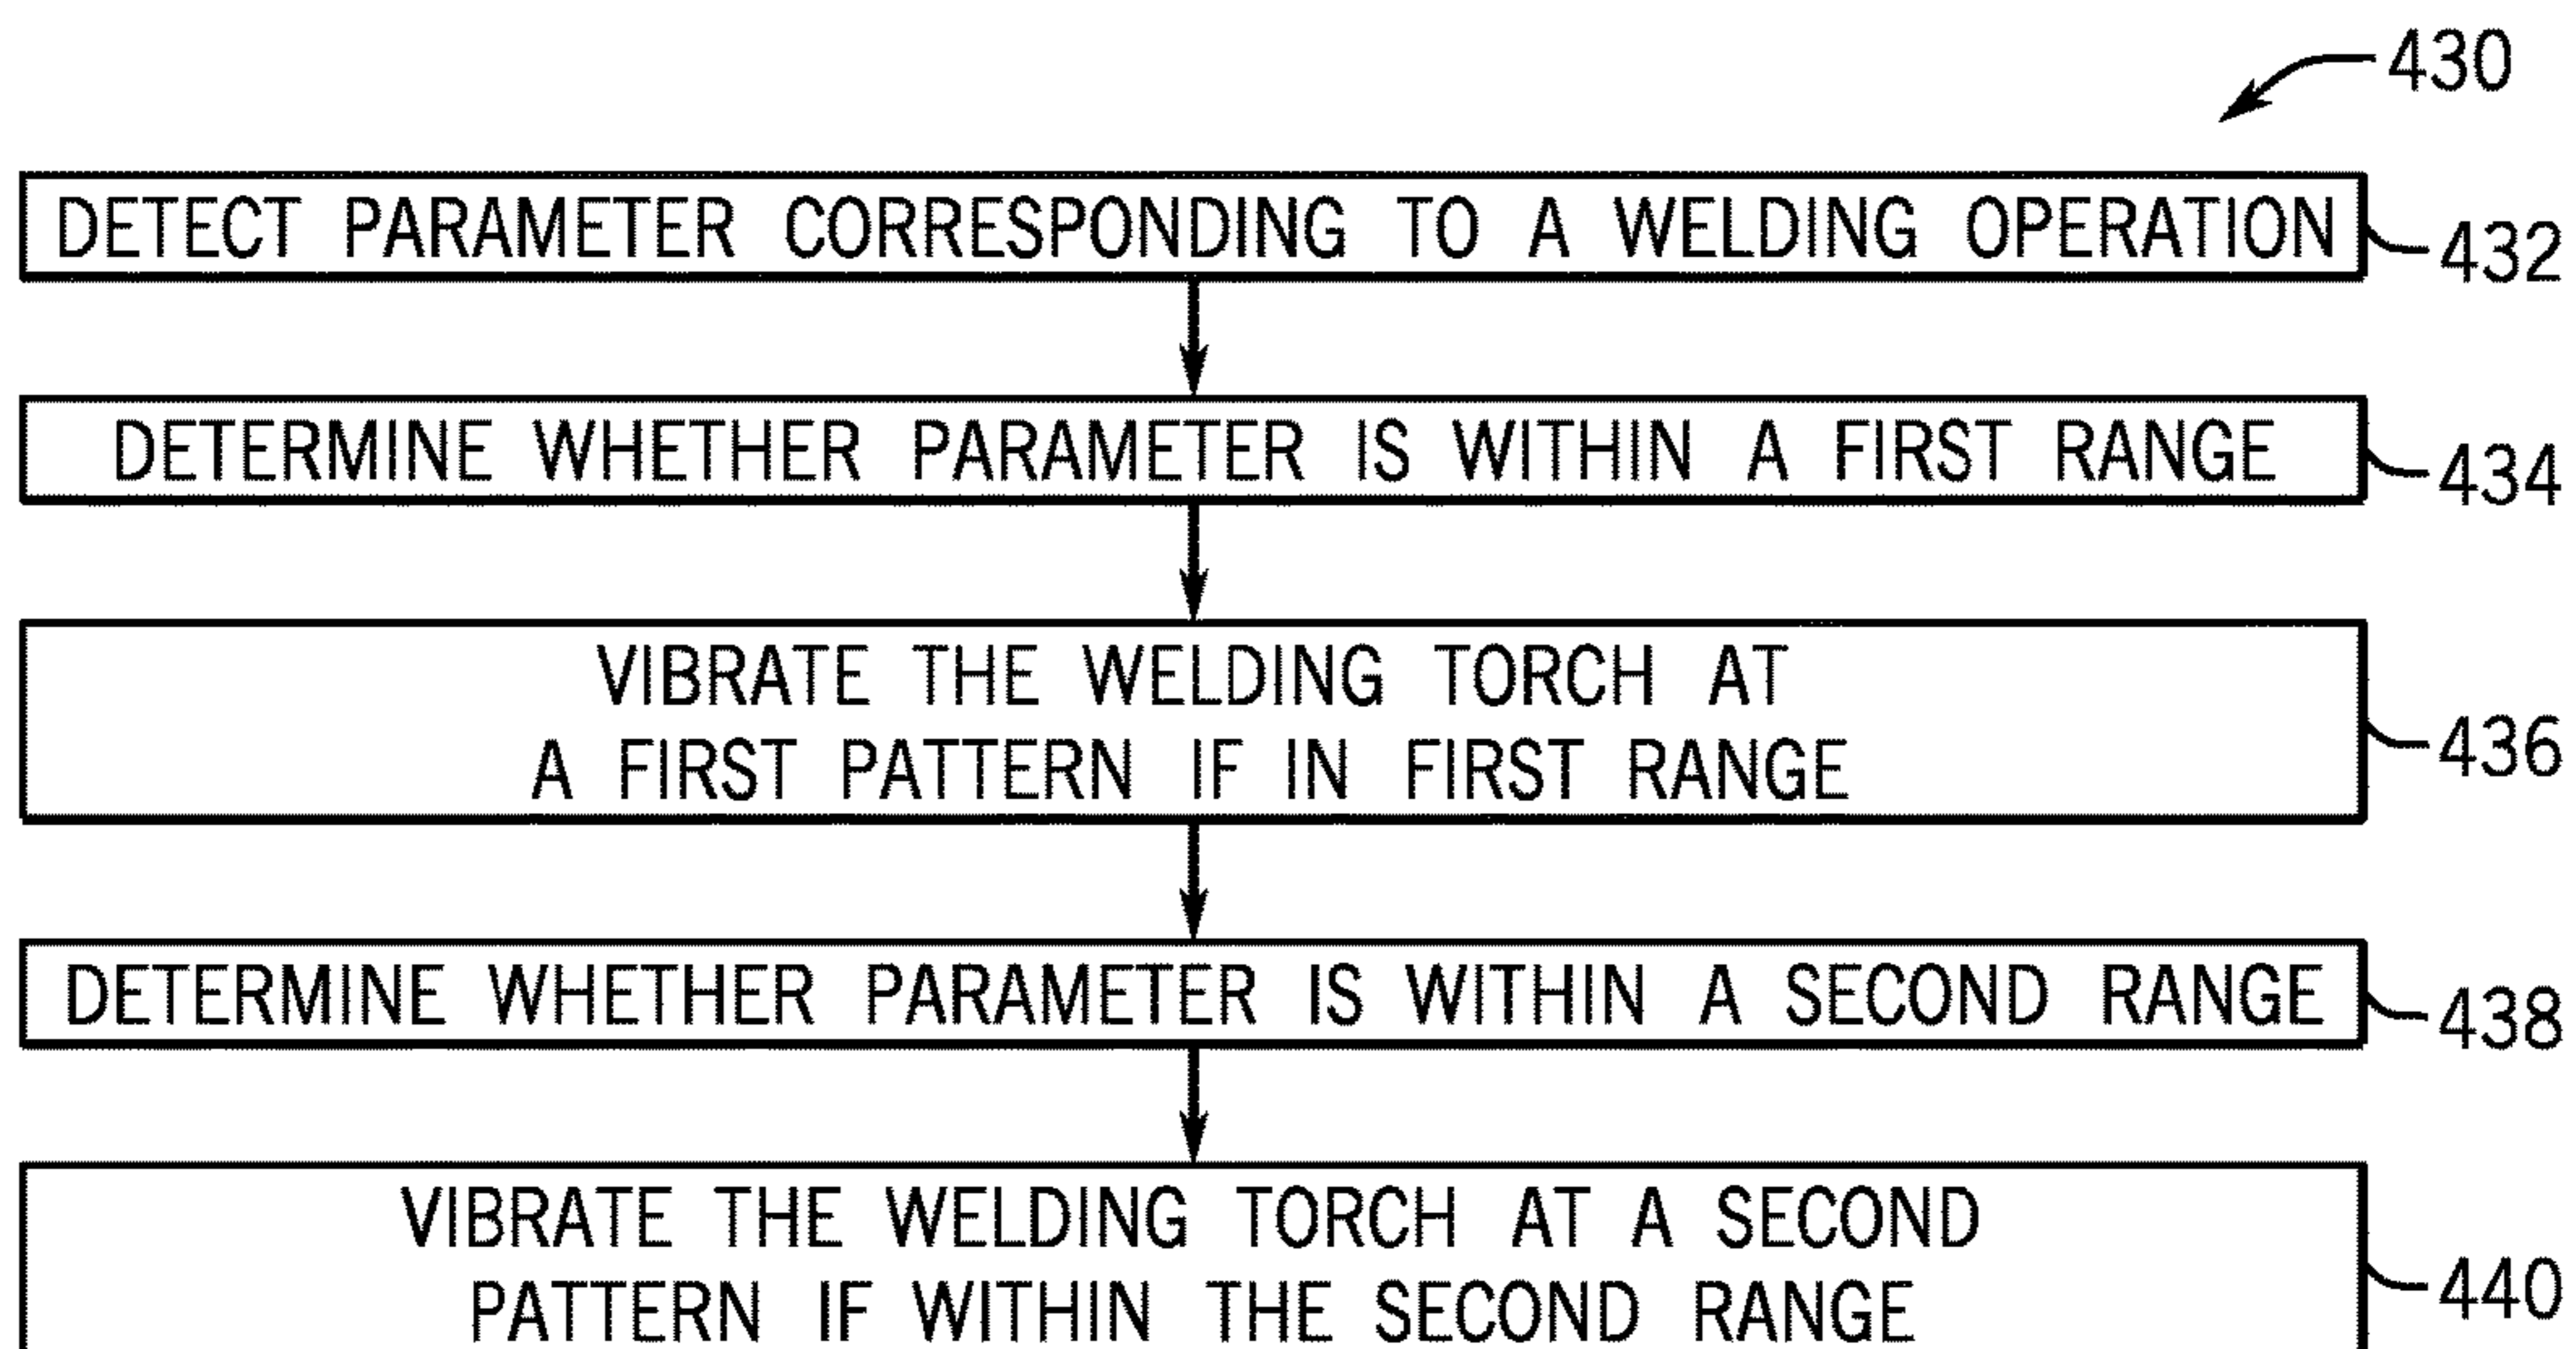 430
DETECT PARAMETER CORRESPONDING TO A WELDING OPERATION
432
DETERMINE WHETHER PARAMETER IS WITHIN A FIRST RANGE
434
VIBRATE THE WELDING TORCH AT
A FIRST PATTERN IF IN FIRST RANGE
436
DETERMINE WHETHER PARAMETER IS WITHIN A SECOND RANGE
438
VIBRATE THE WELDING TORCH AT A SECOND
PATTERN IF WITHIN THE SECOND RANGE
440